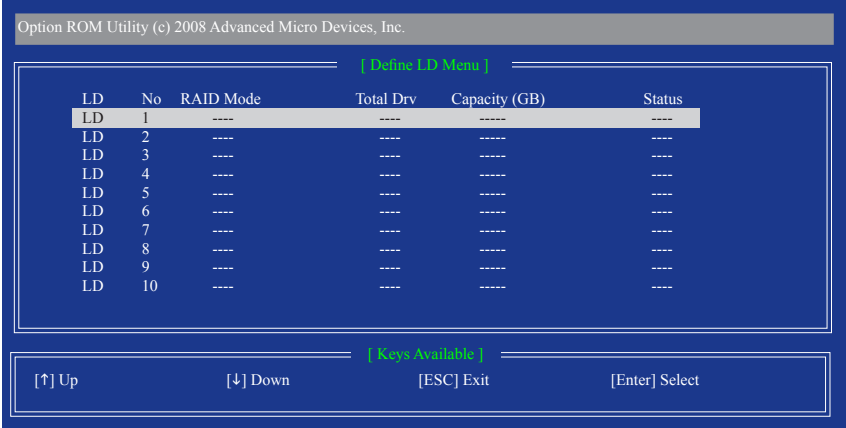 Option ROM Utility (c) 2008 Advanced Micro Devices, Inc.
[ Define LD Menu ]
LD No RAID Mode Total Drv Capacity (GB) Status
LD 1 ---- ---- ----- ----
LD 2 ---- ---- ----- ----
LD 3 ---- ---- ----- ----
LD 4 ---- ---- ----- ----
LD 5 ---- ---- ----- ----
LD 6 ---- ---- ----- ----
LD 7 ---- ---- ----- ----
LD 8 ---- ---- ----- ----
LD 9 ---- ---- ----- ----
LD 10 ---- ---- ----- ----
[ Keys Available ]
[↑] Up [↓] Down [ESC] Exit [Enter] Select